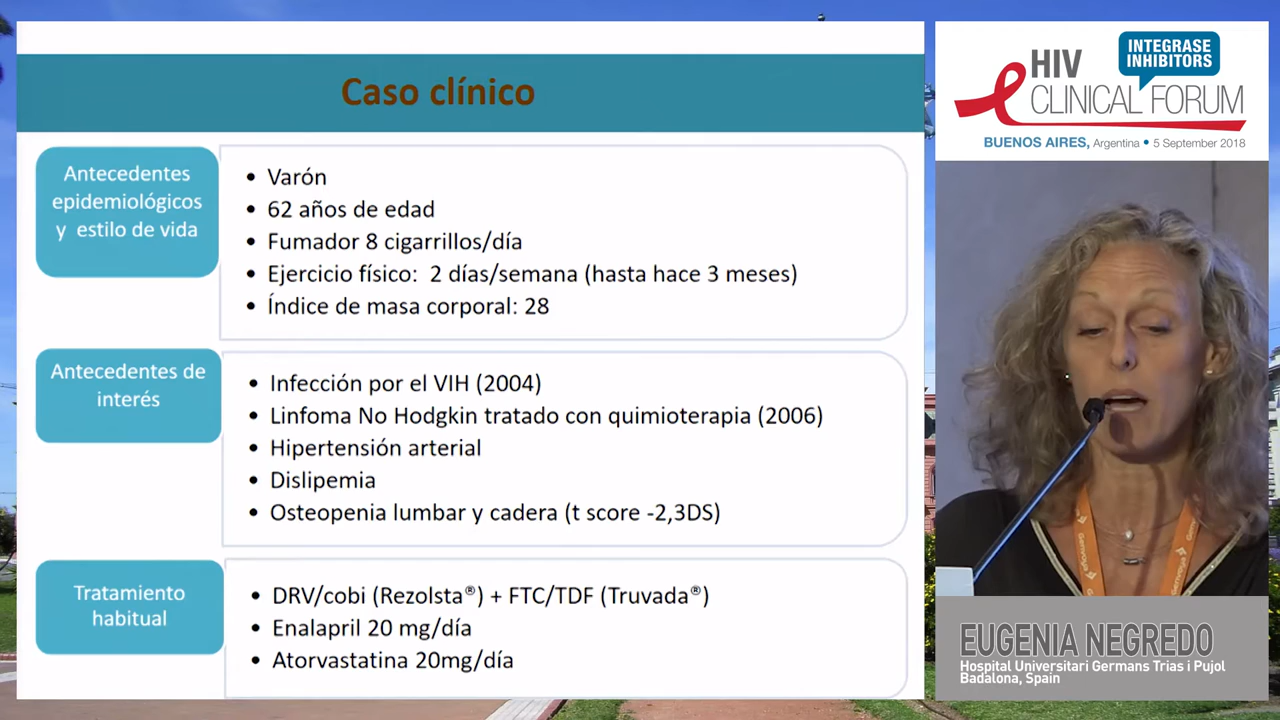 Caso clínico
Antecedentes
epidemiológicos
y estilo de vida
• Varón
• 62 años de edad
• Fumador 8 cigarrillos/día
• Ejercicio físico: 2 días/semana (hasta hace 3 meses)
• Índice de masa corporal: 28
Antecedentes de
interés
• Infección por el VIH (2004)
• Linfoma No Hodgkin tratado con quimioterapia (2006)
• Hipertensión arterial
• Dislipemia
• Osteopenia lumbar y cadera (t score -2,3DS)
Tratamiento
habitual
• DRV/cobi (Rezolsta®) + FTC/TDF (Truvada®)
• Enalapril 20 mg/día
• Atorvastatina 20mg/día
INTEGRASE
INHIBITORS
HIV
CLINICAL FORUM
BUENOS AIRES, Argentina • 5 September 2018
Genvoya
Genvoya
EUGENIA NEGREDO
Hospital Universitari Germans Trias i Pujol
Badalona, Spain